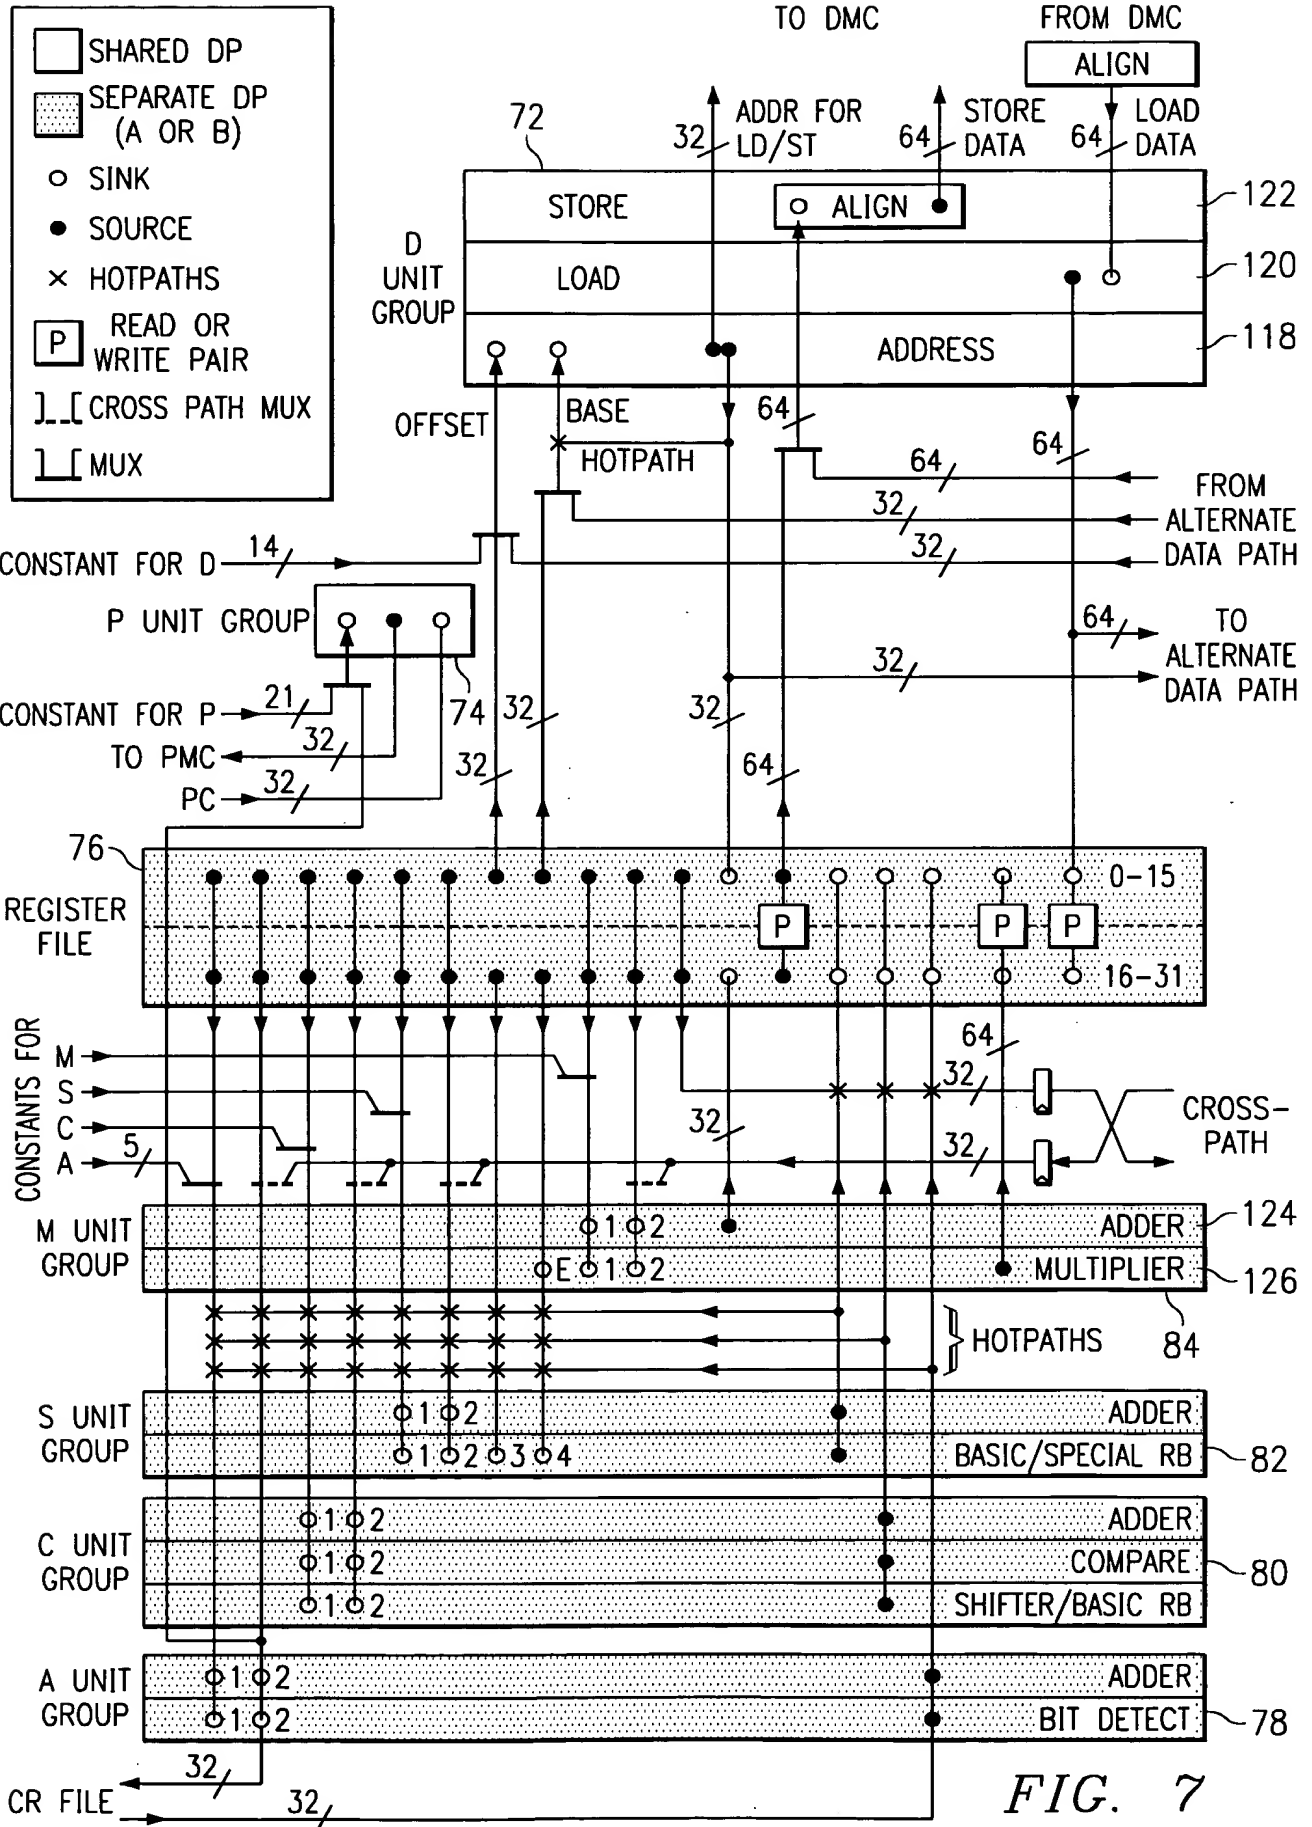 SHARED DP
SEPARATE DP
(A OR B)
SINK
SOURCE
HOTPATHS
P
READ OR
WRITE PAIR
CROSS PATH MUX
MUX
TO DMC
FROM DMC
ALIGN
72
32
ADDR FOR
LD/ST
64
STORE
DATA
64
LOAD
DATA
D
UNIT
GROUP
STORE
ALIGN
122
LOAD
120
ADDRESS
118
OFFSET
BASE
HOTPATH
64
64
64
32
32
FROM
ALTERNATE
DATA PATH
CONSTANT FOR D
14
P UNIT GROUP
74
64
TO
ALTERNATE
DATA PATH
32
CONSTANT FOR P
21
TO PMC
32
PC
32
32
32
32
64
76
REGISTER
FILE
0-15
P
P
P
16-31
CONSTANTS FOR
M
S
C
A
5
32
64
32
32
CROSS-
PATH
M UNIT
GROUP
1 2
ADDER
124
E 1 2
MULTIPLIER
126
84
HOTPATHS
S UNIT
GROUP
1 2
ADDER
1 2 3 4
BASIC/SPECIAL RB
82
C UNIT
GROUP
1 2
ADDER
1 2
COMPARE
80
1 2
SHIFTER/BASIC RB
A UNIT
GROUP
1 2
ADDER
1 2
BIT DETECT
78
CR FILE
32
32
FIG. 7